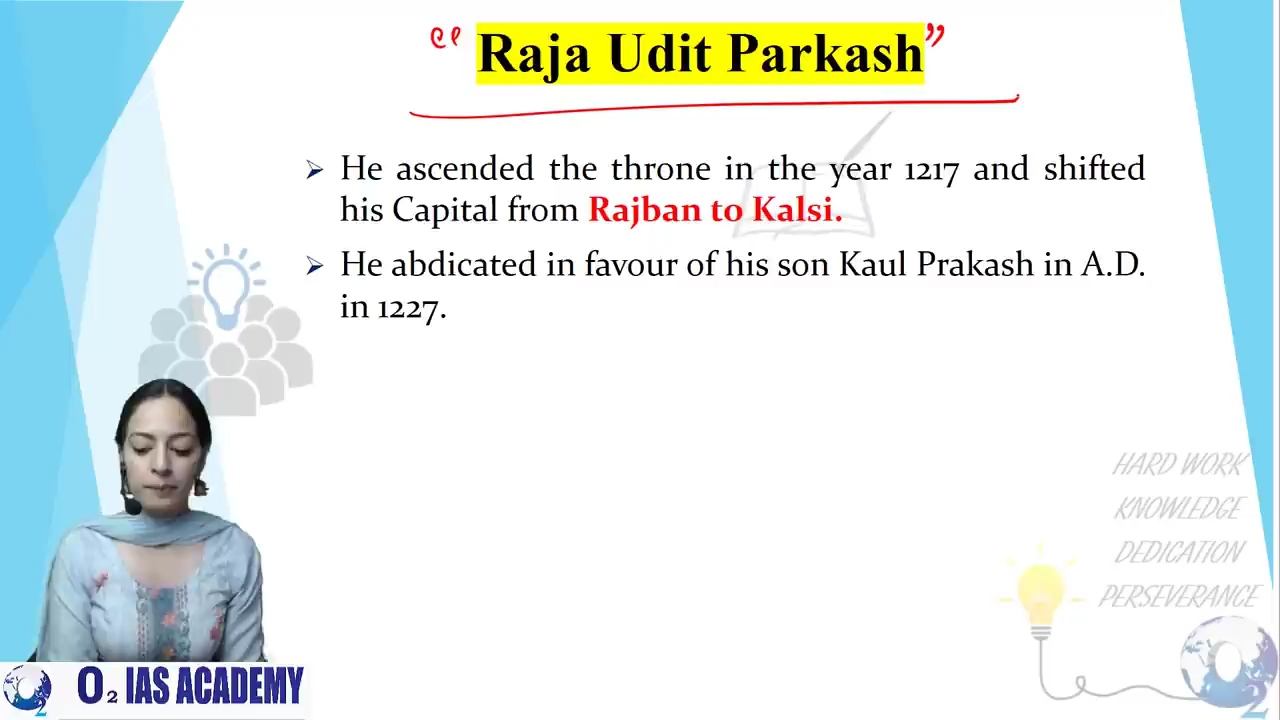 “ Raja Udit Parkash”
➢ He ascended the throne in the year 1217 and shifted
his Capital from Rajban to Kalsi.
➢ He abdicated in favour of his son Kaul Prakash in A.D.
in 1227.
HARD WORK
KNOWLEDGE
DEDICATION
PERSEVERANCE
O2 IAS ACADEMY
O2